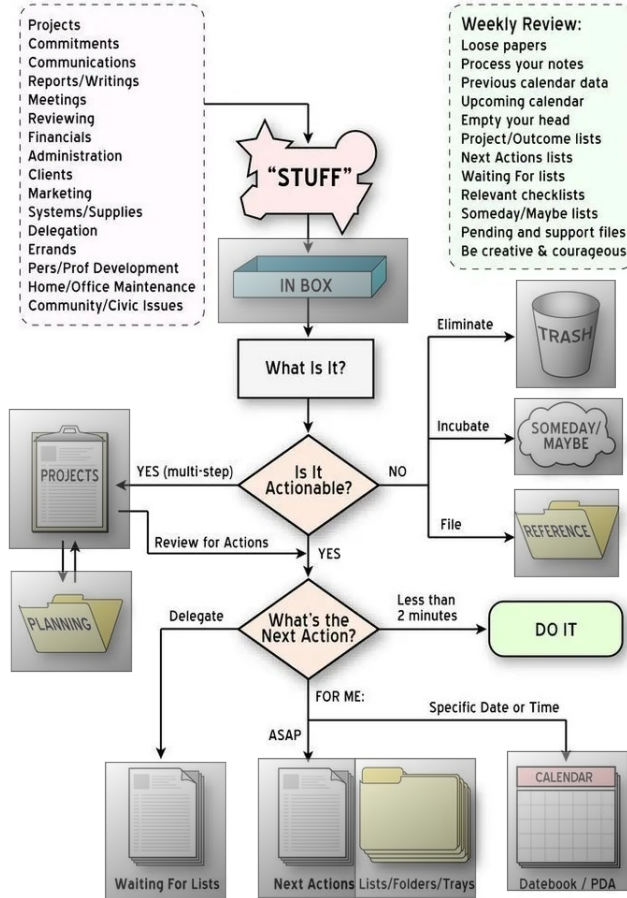 Projects
Commitments
Communications
Reports/Writings
Meetings
Reviewing
Financials
Administration
Clients
Marketing
Systems/Supplies
Delegation
Errands
Pers/Prof Development
Home/Office Maintenance
Community/Civic Issues
Weekly Review:
Loose papers
Process your notes
Previous calendar data
Upcoming calendar
Empty your head
Project/Outcome lists
Next Actions lists
Waiting For lists
Relevant checklists
Someday/Maybe lists
Pending and support files
Be creative & courageous
"STUFF"
IN BOX
What Is It?
Eliminate
TRASH
Incubate
SOMEDAY/
MAYBE
File
REFERENCE
Is It
Actionable?
NO
YES (multi-step)
PROJECTS
Review for Actions
YES
PLANNING
Delegate
What's the
Next Action?
Less than
2 minutes
DO IT
FOR ME:
ASAP
Specific Date or Time
CALENDAR
Waiting For Lists
Next Actions
Lists/Folders/Trays
Datebook / PDA